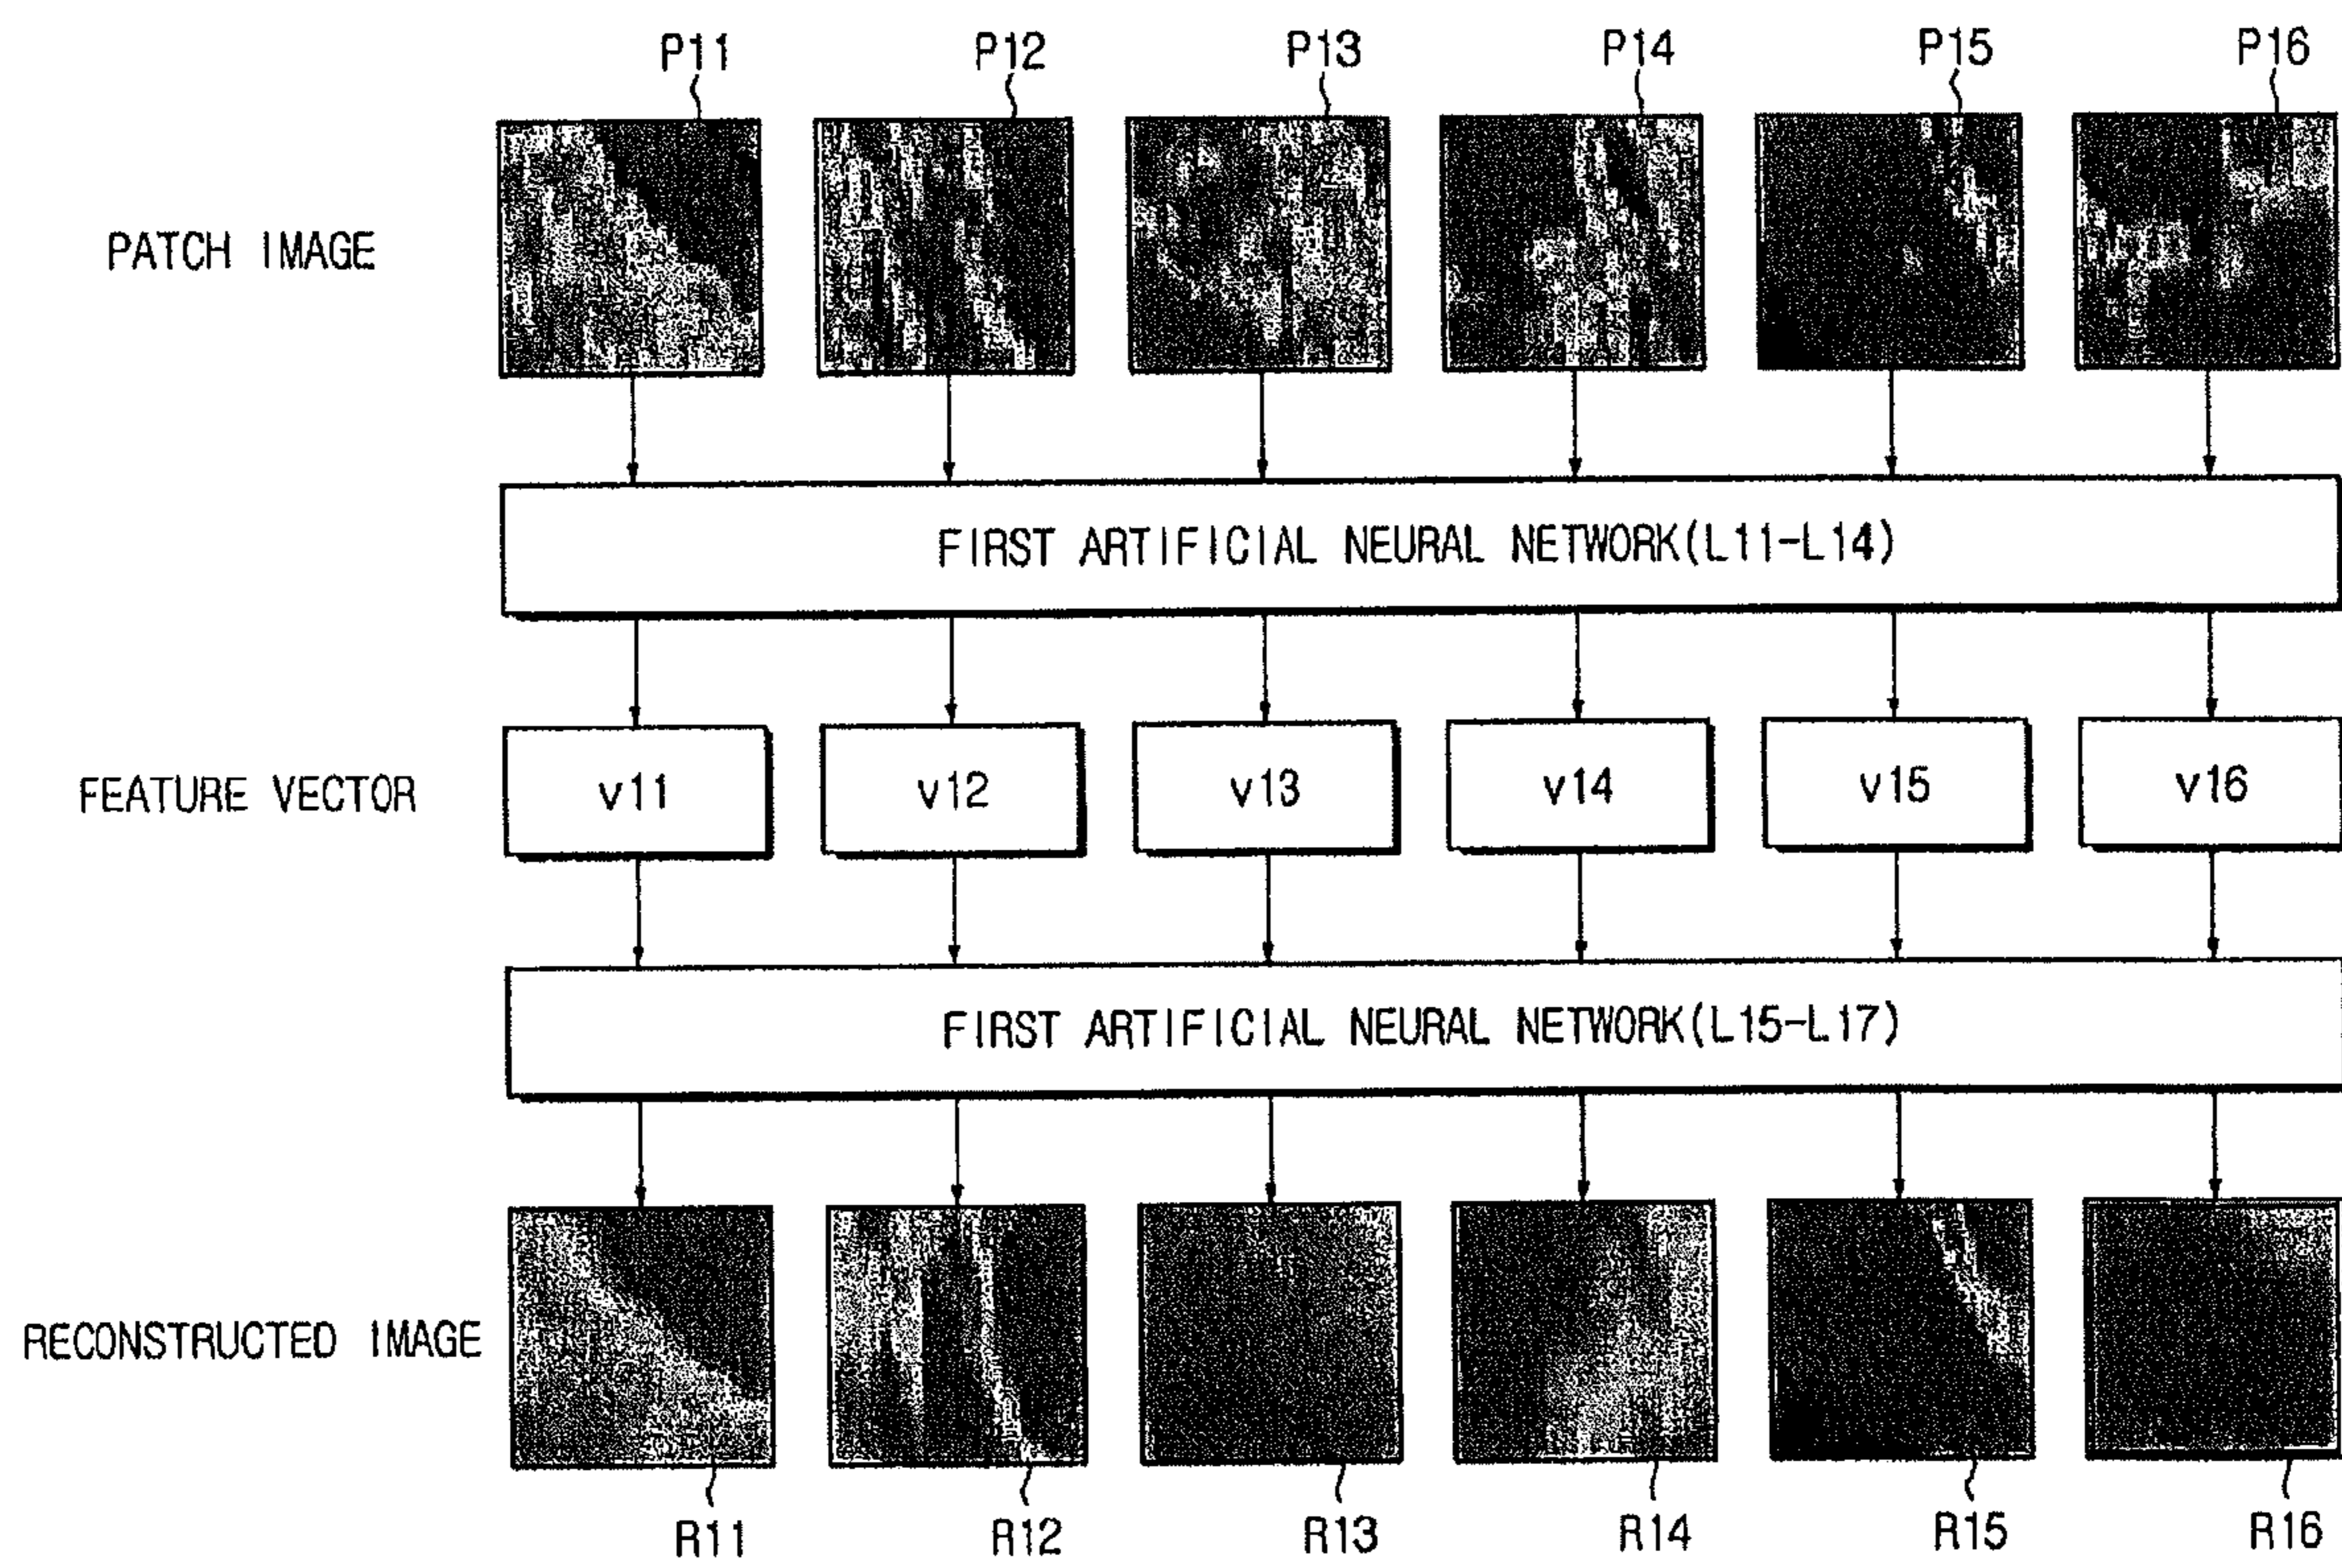 P11 P12 P13 P14 P15 P16
PATCH IMAGE
FIRST ARTIFICIAL NEURAL NETWORK(L11-L14)
FEATURE VECTOR v11 v12 v13 v14 v15 v16
FIRST ARTIFICIAL NEURAL NETWORK(L15-L17)
RECONSTRUCTED IMAGE
R11 R12 R13 R14 R15 R16